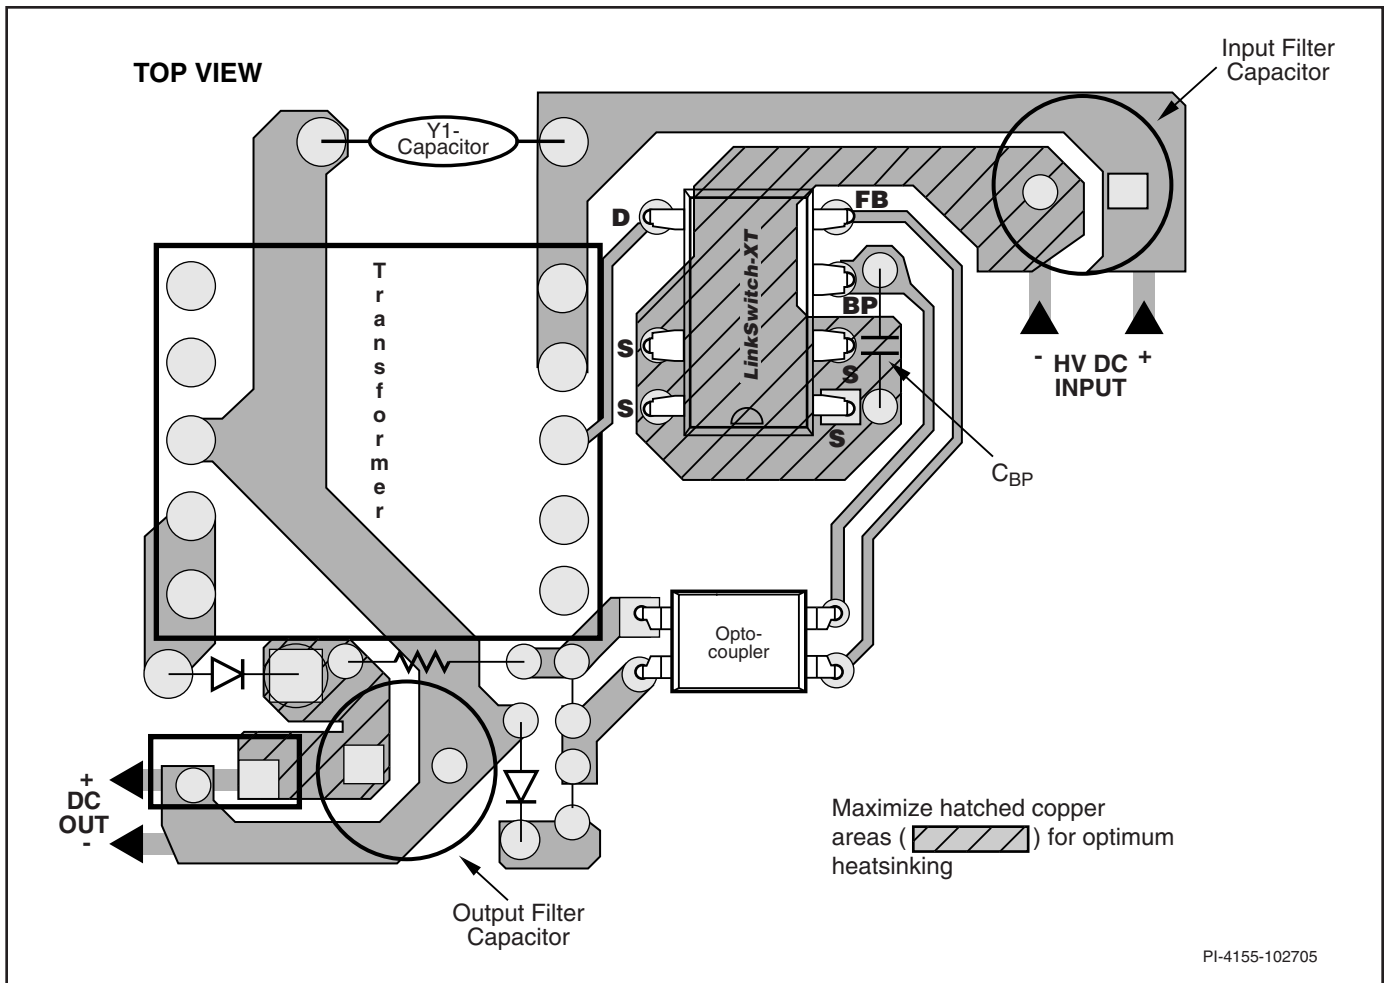 TOP VIEW
Input Filter
Capacitor
Y1-
Capacitor
D
FB
Transformer
LinkSwitch-XT
BP
S
S
S
S
- HV DC +
INPUT
CBP
Opto-
coupler
+
DC
OUT
-
Maximize hatched copper
areas ( ) for optimum
heatsinking
Output Filter
Capacitor
PI-4155-102705